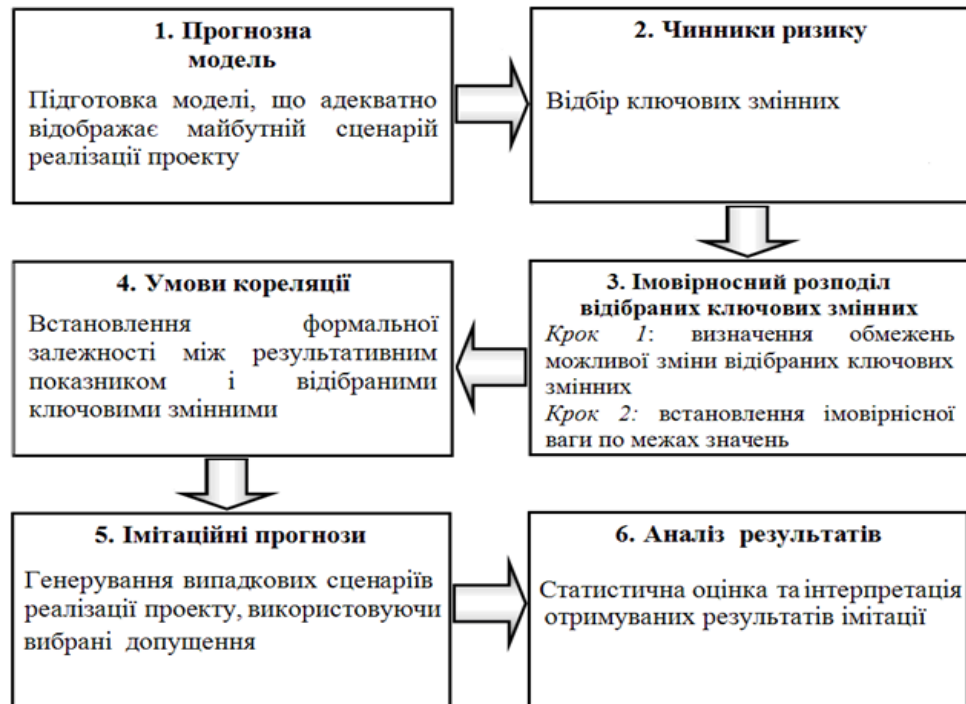 1. Прогнозна
модель
Підготовка моделі, що адекватно
відображає майбутній сценарій
реалізації проекту
2. Чинники ризику
Відбір ключових змінних
3. Імовірносний розподіл
відібраних ключових змінних
Крок 1: визначення обмежень
можливої зміни відібраних ключових
змінних
Крок 2: встановлення імовірнісної
ваги по межах значень
4. Умови кореляції
Встановлення формальної
залежності між результативним
показником і відібраними
ключовими змінними
5. Імітаційні прогнози
Генерування випадкових сценаріїв
реалізації проекту, використовуючи
вибрані допущення
6. Аналіз результатів
Статистична оцінка та інтерпретація
отримуваних результатів імітації